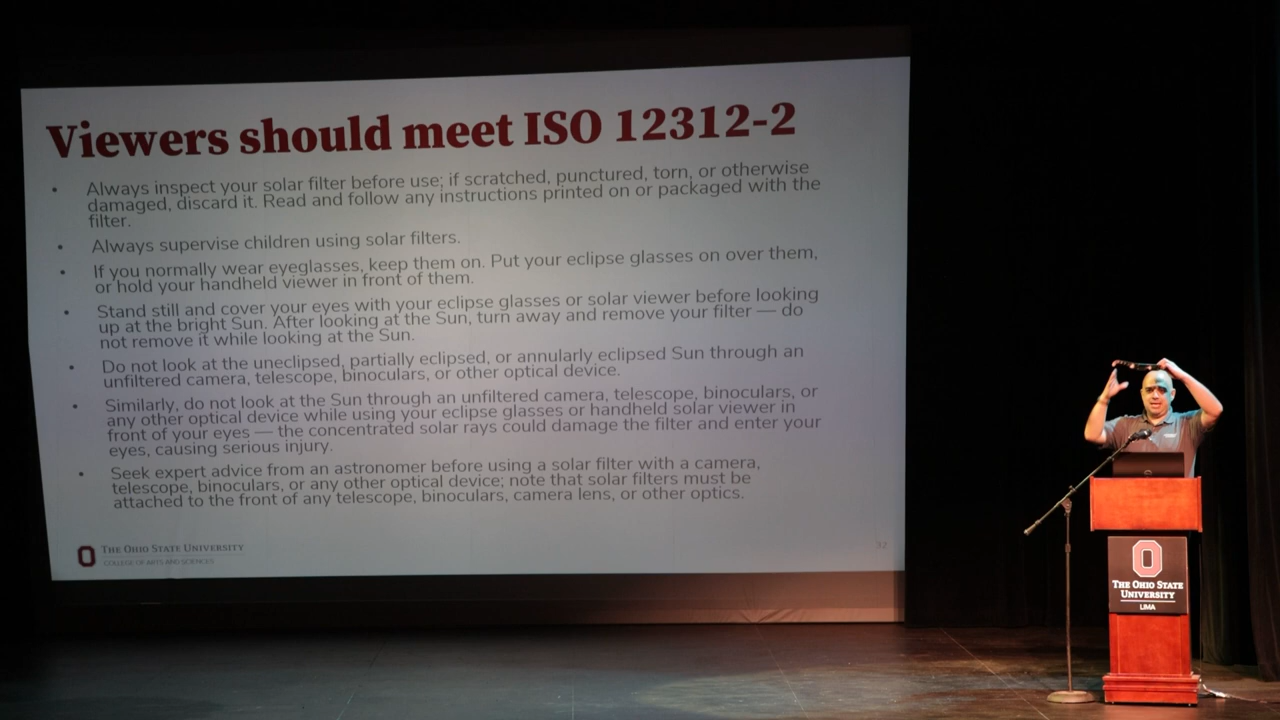 Viewers should meet ISO 12312-2
• Always inspect your solar filter before use; if scratched, punctured, torn, or otherwise
damaged, discard it. Read and follow any instructions printed on or packaged with the
filter.
• Always supervise children using solar filters.
• If you normally wear eyeglasses, keep them on. Put your eclipse glasses on over them,
or hold your handheld viewer in front of them.
• Stand still and cover your eyes with your eclipse glasses or solar viewer before looking
up at the bright Sun. After looking at the Sun, turn away and remove your filter — do
not remove it while looking at the Sun.
• Do not look at the uneclipsed, partially eclipsed, or annularly eclipsed Sun through an
unfiltered camera, telescope, binoculars, or other optical device.
• Similarly, do not look at the Sun through an unfiltered camera, telescope, binoculars, or
any other optical device while using your eclipse glasses or handheld solar viewer in
front of your eyes — the concentrated solar rays could damage the filter and enter your
eyes, causing serious injury.
• Seek expert advice from an astronomer before using a solar filter with a camera,
telescope, binoculars, or any other optical device; note that solar filters must be
attached to the front of any telescope, binoculars, camera lens, or other optics.
THE OHIO STATE UNIVERSITY
COLLEGE OF ARTS AND SCIENCES
THE OHIO STATE
UNIVERSITY
LIMA